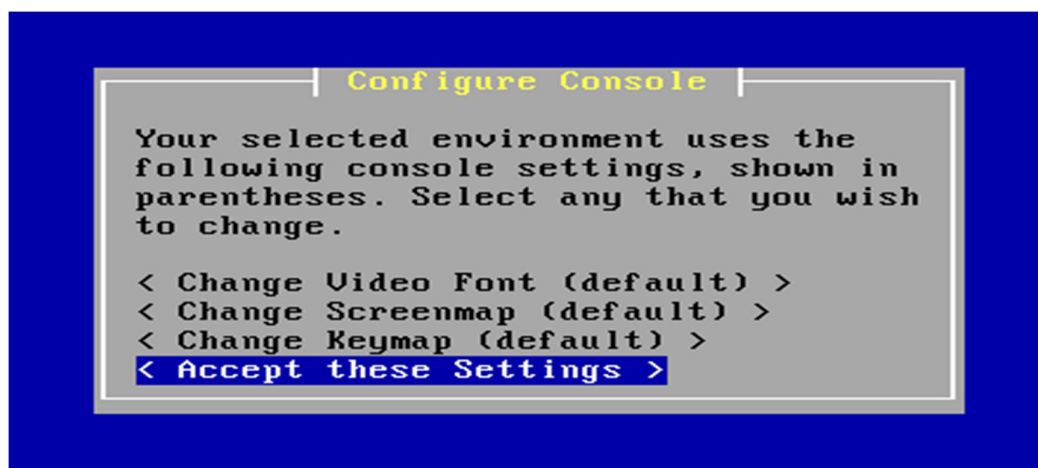 Configure Console
Your selected environment uses the
following console settings, shown in
parentheses. Select any that you wish
to change.
< Change Video Font (default) >
< Change Screenmap (default) >
< Change Keymap (default) >
< Accept these Settings >